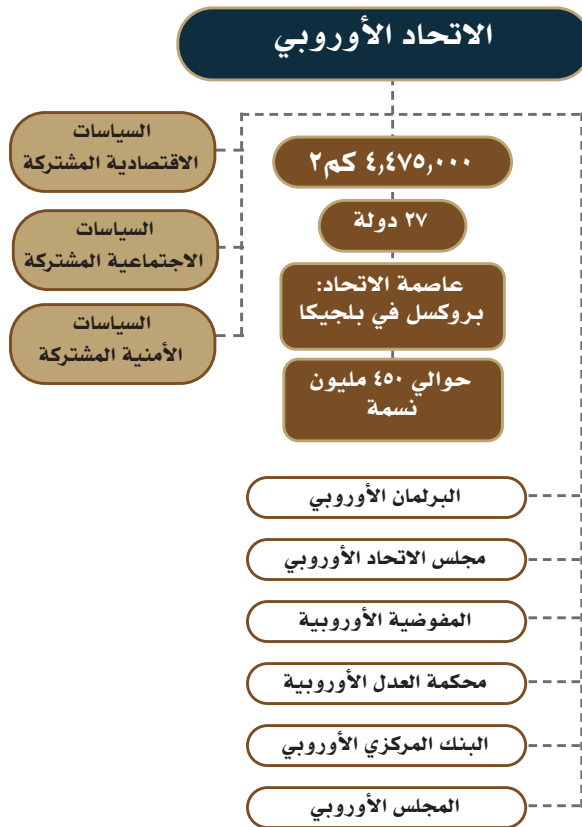 الاتحاد الأوروبي
٤,٤٧٥,٠٠٠ كم٢
٢٧ دولة
عاصمة الاتحاد:
بروكسل في بلجيكا
حوالي ٤٥٠ مليون
نسمة
السياسات
الاقتصادية المشتركة
السياسات
الاجتماعية المشتركة
السياسات
الأمنية المشتركة
البرلمان الأوروبي
مجلس الاتحاد الأوروبي
المفوضية الأوروبية
محكمة العدل الأوروبية
البنك المركزي الأوروبي
المجلس الأوروبي